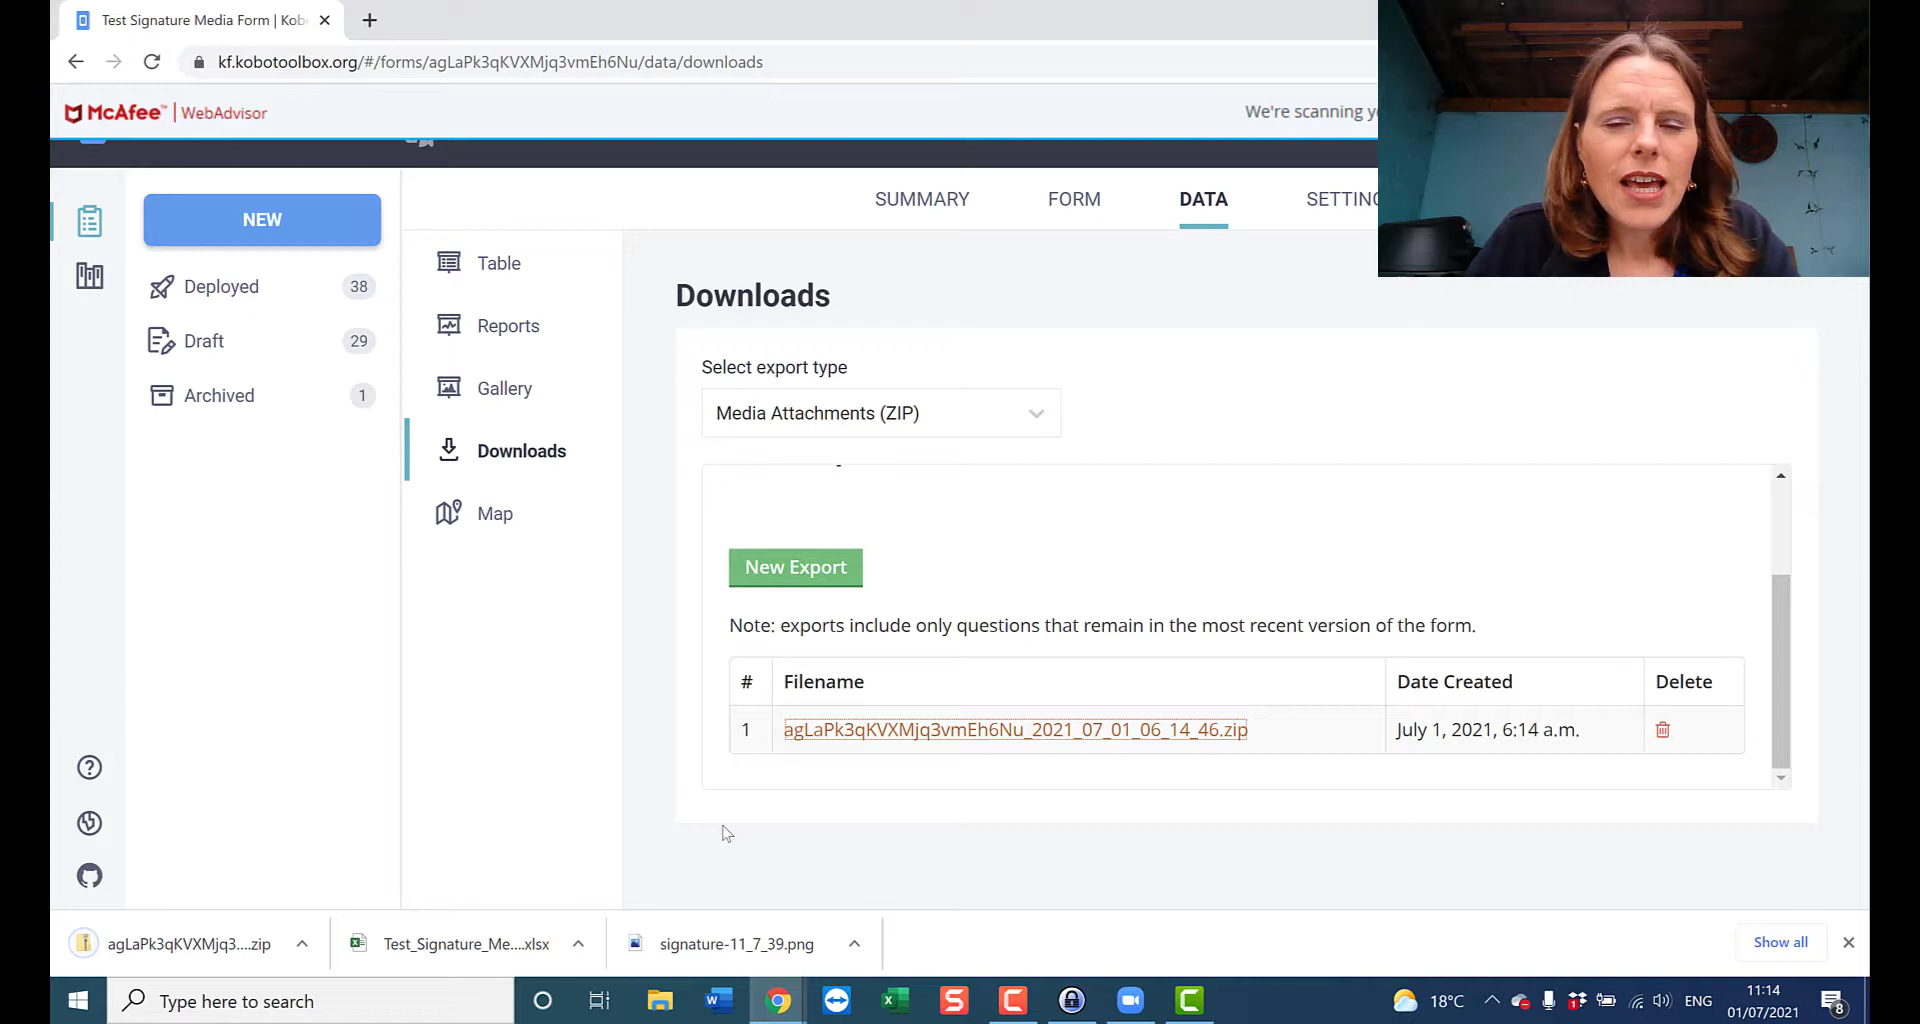 Test Signature Media Form | Kob
kf.kobotoolbox.org/#/forms/agLaPk3qKVXMjq3vmEh6Nu/data/downloads
McAfee™ | WebAdvisor
We're scanning y
NEW
Deployed 38
Draft 29
Archived 1
SUMMARY FORM DATA SETTING
Table
Reports
Gallery
Downloads
Map
Downloads
Select export type
Media Attachments (ZIP)
New Export
Note: exports include only questions that remain in the most recent version of the form.
# Filename Date Created Delete
1 agLaPk3qKVXMjq3vmEh6Nu_2021_07_01_06_14_46.zip July 1, 2021, 6:14 a.m.
agLaPk3qKVXMjq3....zip Test_Signature_Me....xlsx signature-11_7_39.png Show all
Type here to search
18°C ENG 11:14
01/07/2021
8